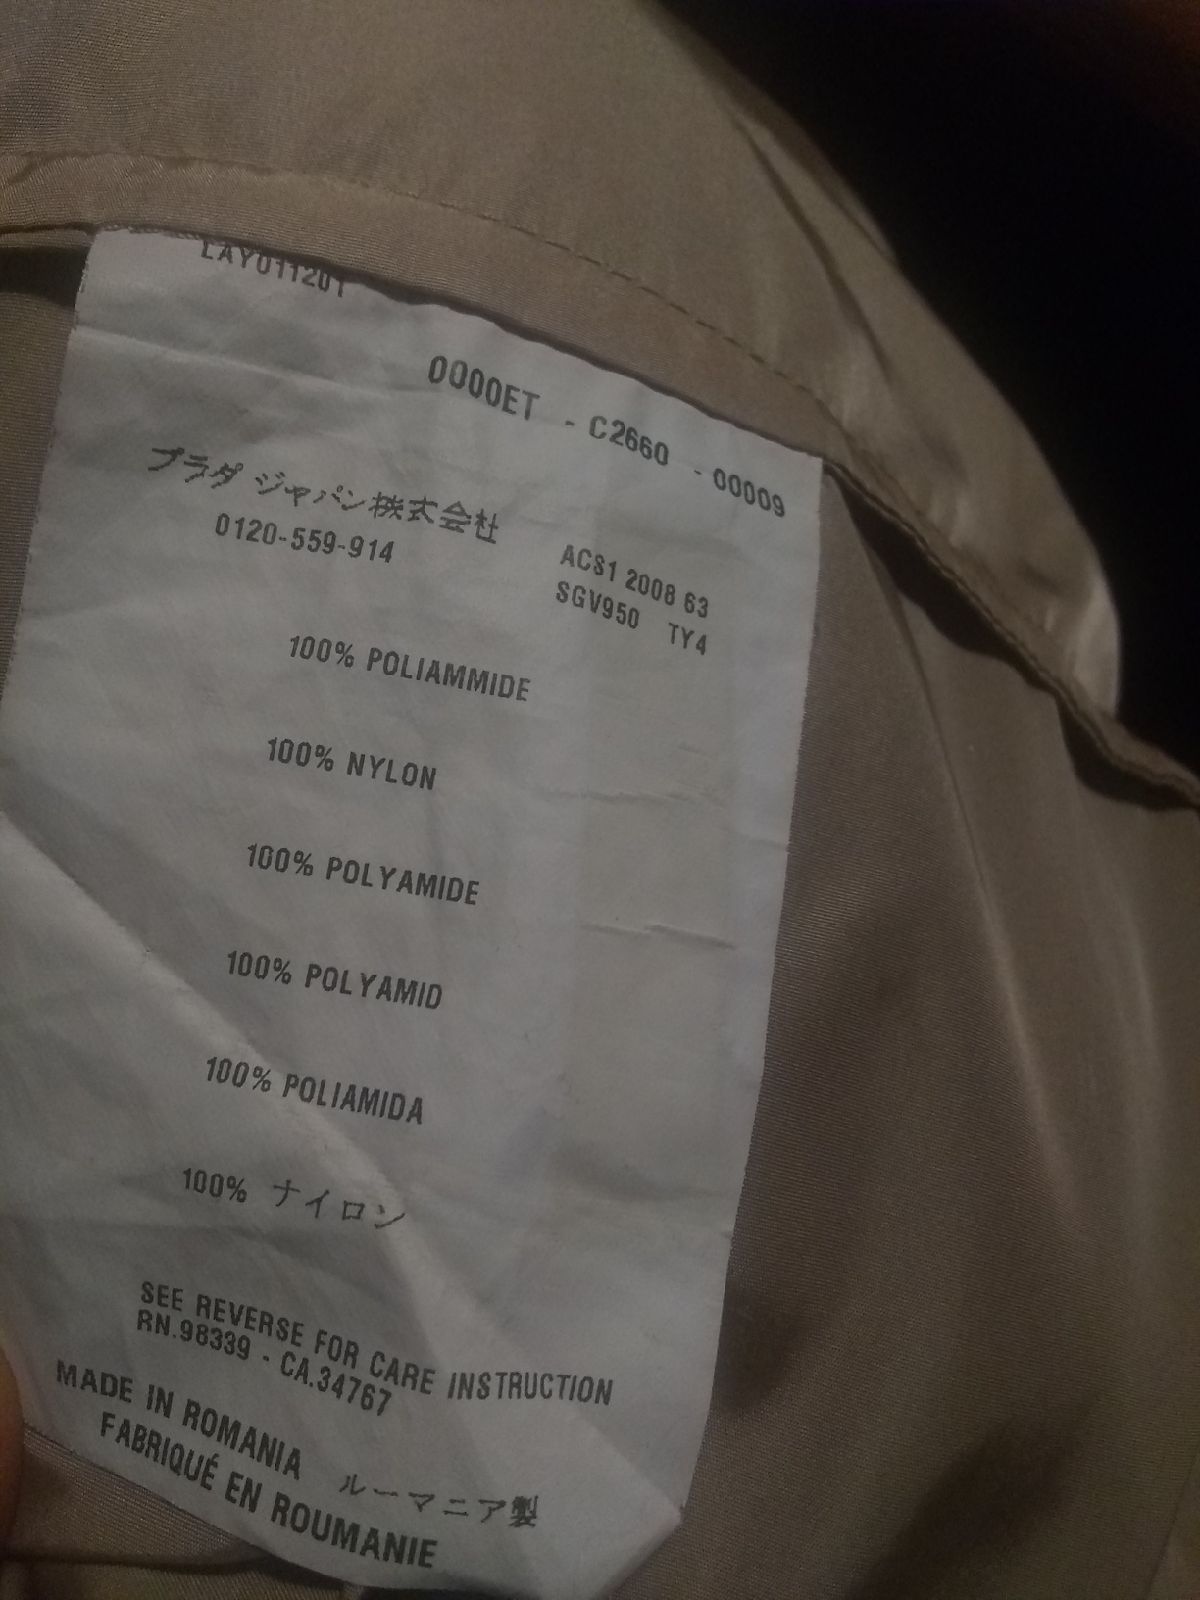 LAY011201
0000ET - C2660 - 00009
プラダ ジャパン株式会社
0120-559-914
ACS1 2008 63
SGV950 TY4
100% POLIAMMIDE
100% NYLON
100% POLYAMIDE
100% POLYAMID
100% POLIAMIDA
100% ナイロン
SEE REVERSE FOR CARE INSTRUCTION
RN.98339 - CA.34767
MADE IN ROMANIA ルーマニア製
FABRIQUÉ EN ROUMANIE